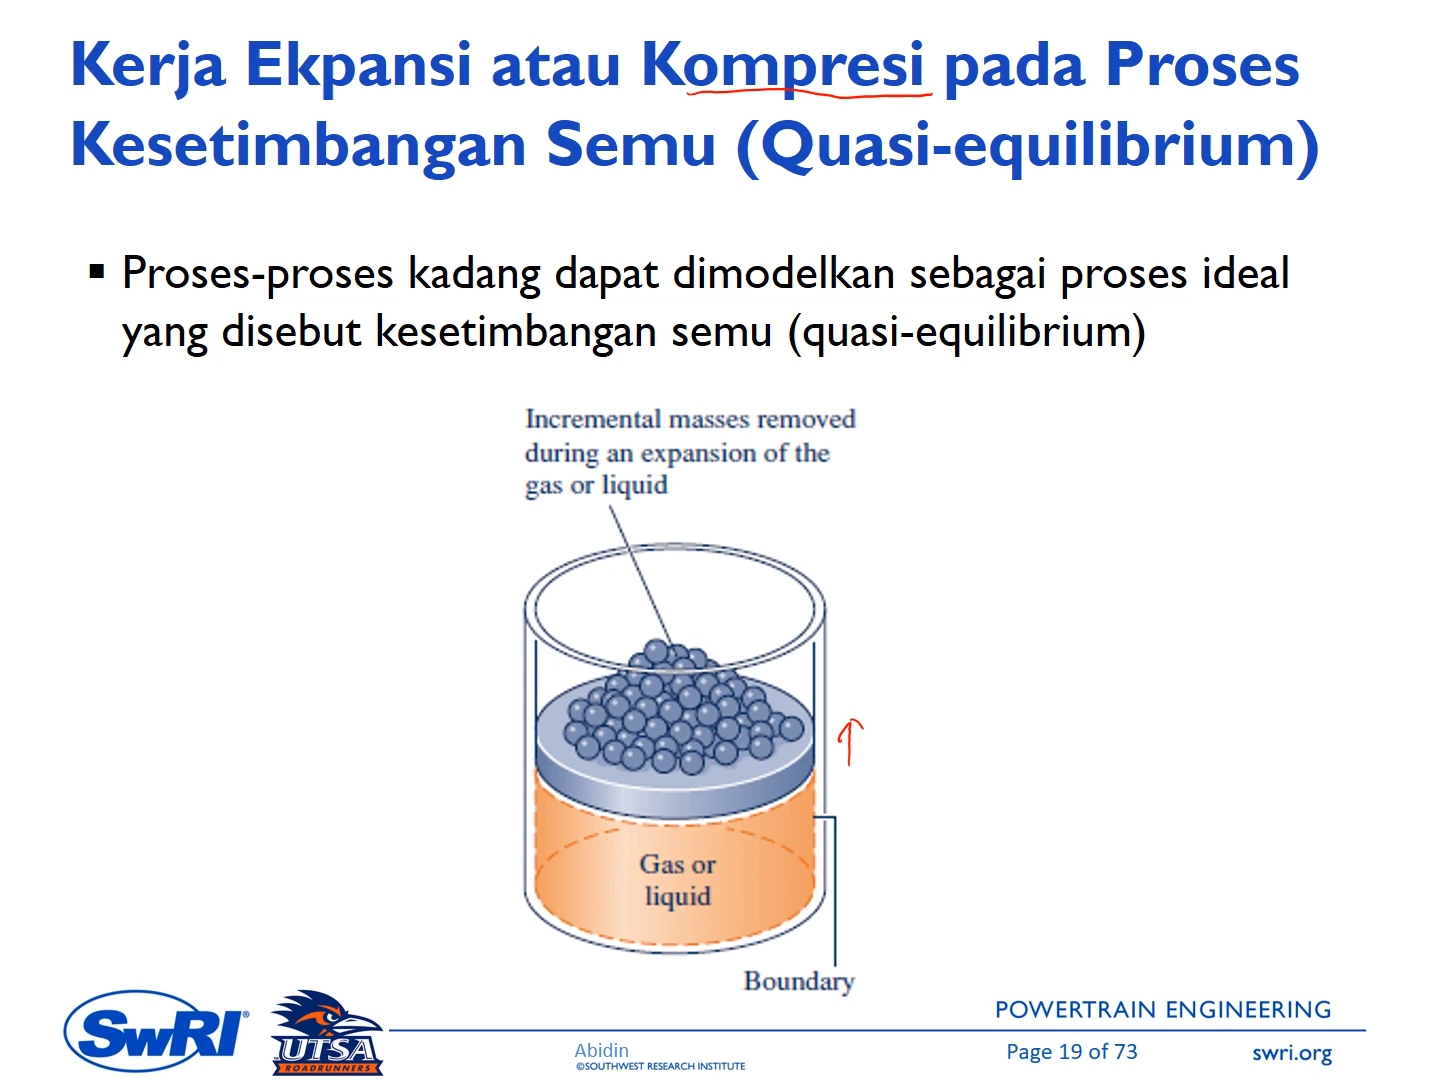 Kerja Ekpansi atau Kompresi pada Proses
Kesetimbangan Semu (Quasi-equilibrium)
▪ Proses-proses kadang dapat dimodelkan sebagai proses ideal
yang disebut kesetimbangan semu (quasi-equilibrium)
Incremental masses removed
during an expansion of the
gas or liquid
Gas or
liquid
Boundary
SwRI®
UTSA
ROADRUNNERS
Abidin
©SOUTHWEST RESEARCH INSTITUTE
POWERTRAIN ENGINEERING
Page 19 of 73
swri.org